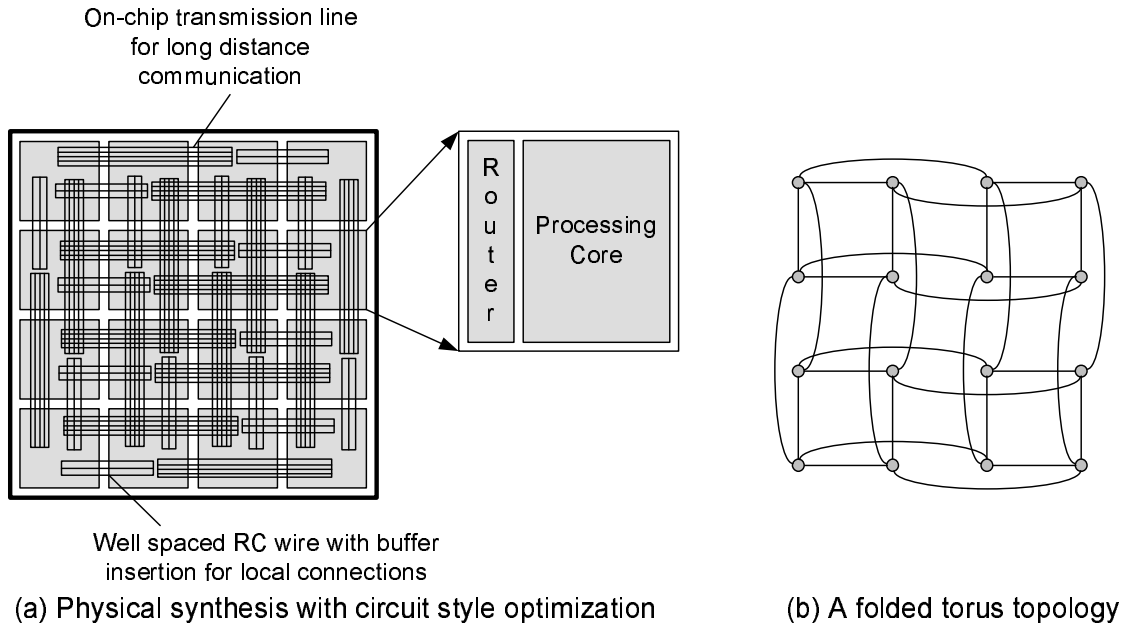 On-chip transmission line
for long distance
communication
Router
Processing
Core
Well spaced RC wire with buffer
insertion for local connections
(a) Physical synthesis with circuit style optimization
(b) A folded torus topology